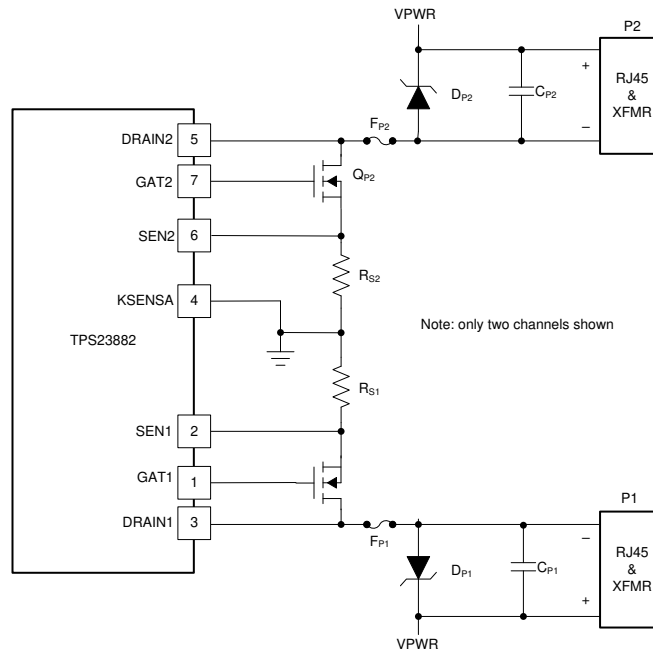 VPWR
P2
+
RJ45
&
XFMR
–
DP2
CP2
FP2
DRAIN2
5
GAT2
7
QP2
SEN2
6
RS2
KSENSA
4
Note: only two channels shown
TPS23882
RS1
SEN1
2
GAT1
1
DRAIN1
3
FP1
P1
–
RJ45
&
XFMR
+
DP1
CP1
VPWR